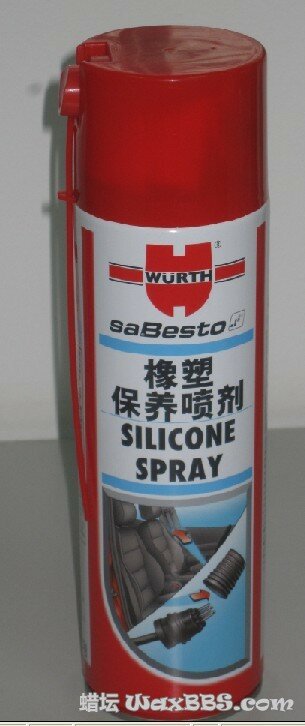 WÜRTH
®
saBesto
橡塑
保养喷剂
SILICONE
SPRAY
蜡坛 WaxBBS.com